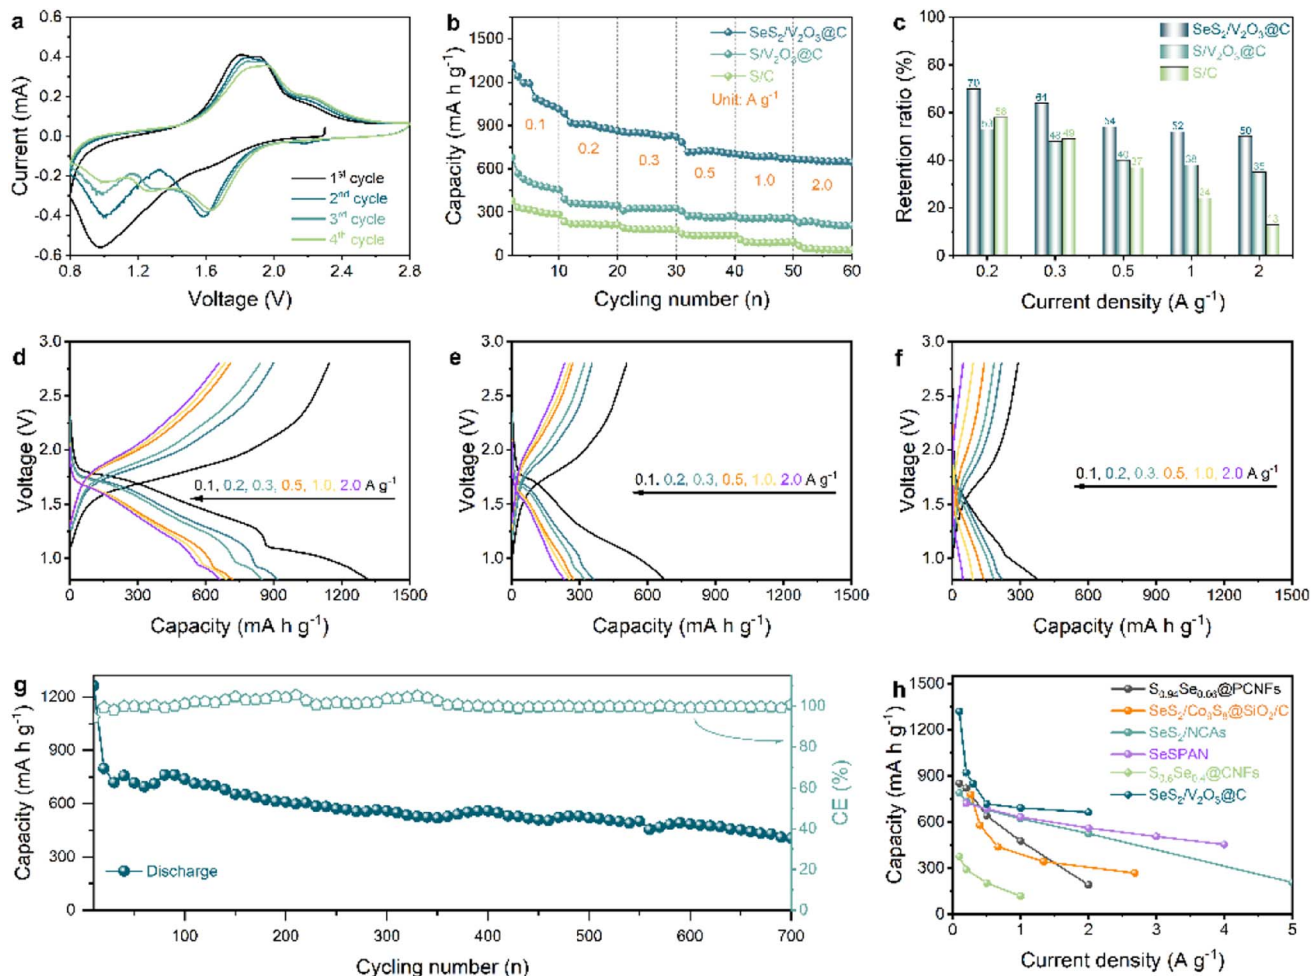 a
Current (mA)
0.6
0.4
0.2
0.0
-0.2
-0.4
-0.6
1st cycle
2nd cycle
3rd cycle
4th cycle
0.8 1.2 1.6 2.0 2.4 2.8
Voltage (V)
b
Capacity (mA h g-1)
1500
1200
900
600
300
0
SeS2/V2O3@C
S/V2O3@C
S/C
Unit: A g-1
0.1 0.2 0.3 0.5 1.0 2.0
10 20 30 40 50 60
Cycling number (n)
c
Retention ratio (%)
100
80
60
40
20
0
SeS2/V2O3@C
S/V2O3@C
S/C
70 53 58 64 48 49 54 40 37 52 38 24 50 35 13
0.2 0.3 0.5 1 2
Current density (A g-1)
d
Voltage (V)
3.0
2.5
2.0
1.5
1.0
0.1, 0.2, 0.3, 0.5, 1.0, 2.0 A g-1
0 300 600 900 1200 1500
Capacity (mA h g-1)
e
Voltage (V)
3.0
2.5
2.0
1.5
1.0
0.1, 0.2, 0.3, 0.5, 1.0, 2.0 A g-1
0 300 600 900 1200 1500
Capacity (mA h g-1)
f
Voltage (V)
3.0
2.5
2.0
1.5
1.0
0.1, 0.2, 0.3, 0.5, 1.0, 2.0 A g-1
0 300 600 900 1200 1500
Capacity (mA h g-1)
g
Capacity (mA h g-1)
1200
900
600
300
0
Discharge
100
80
60
40
20
0
CE (%)
100 200 300 400 500 600 700
Cycling number (n)
h
Capacity (mA h g-1)
1500
1200
900
600
300
0
S0.94Se0.06@PCNFs
SeS2/Co9S8@SiO2/C
SeS2/NCAs
SeSPAN
S0.6Se0.4@CNFs
SeS2/V2O3@C
0 1 2 3 4 5
Current density (A g-1)